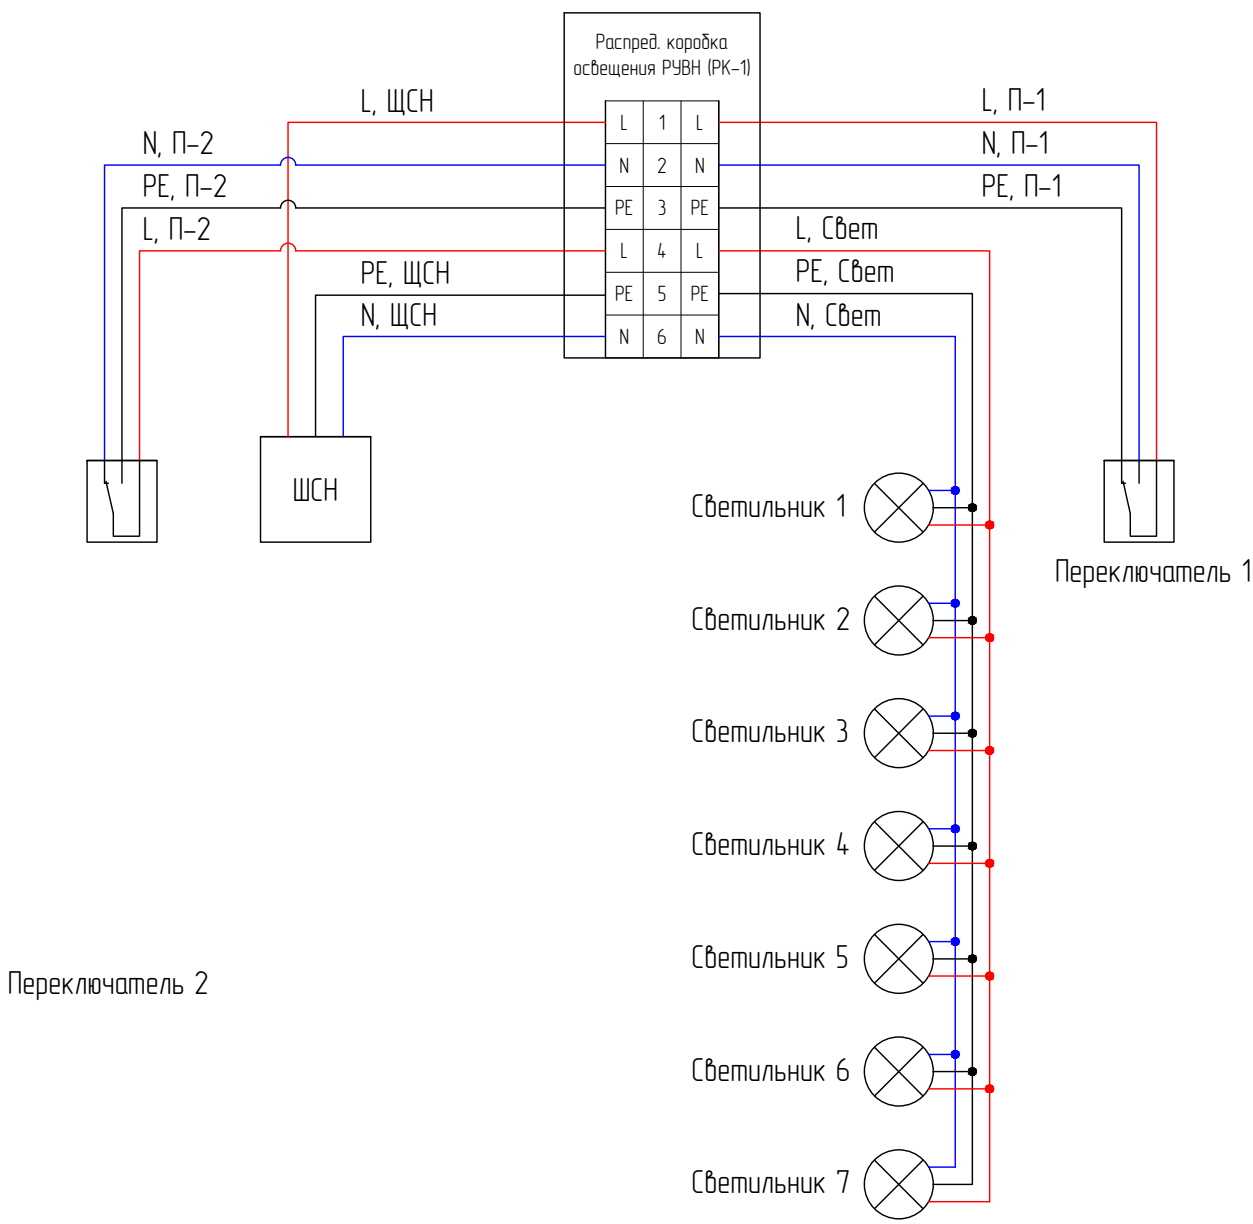 Распред. коробка
освещения РУВН (РК-1)
L, ЩСН
L, П-1
L 1 L
N, П-2
N, П-1
N 2 N
PE, П-2
PE, П-1
PE 3 PE
L, П-2
L, Свет
L 4 L
PE, ЩСН
PE, Свет
PE 5 PE
N, ЩСН
N, Свет
N 6 N
ШСН
Светильник 1
Переключатель 1
Светильник 2
Светильник 3
Светильник 4
Светильник 5
Переключатель 2
Светильник 6
Светильник 7